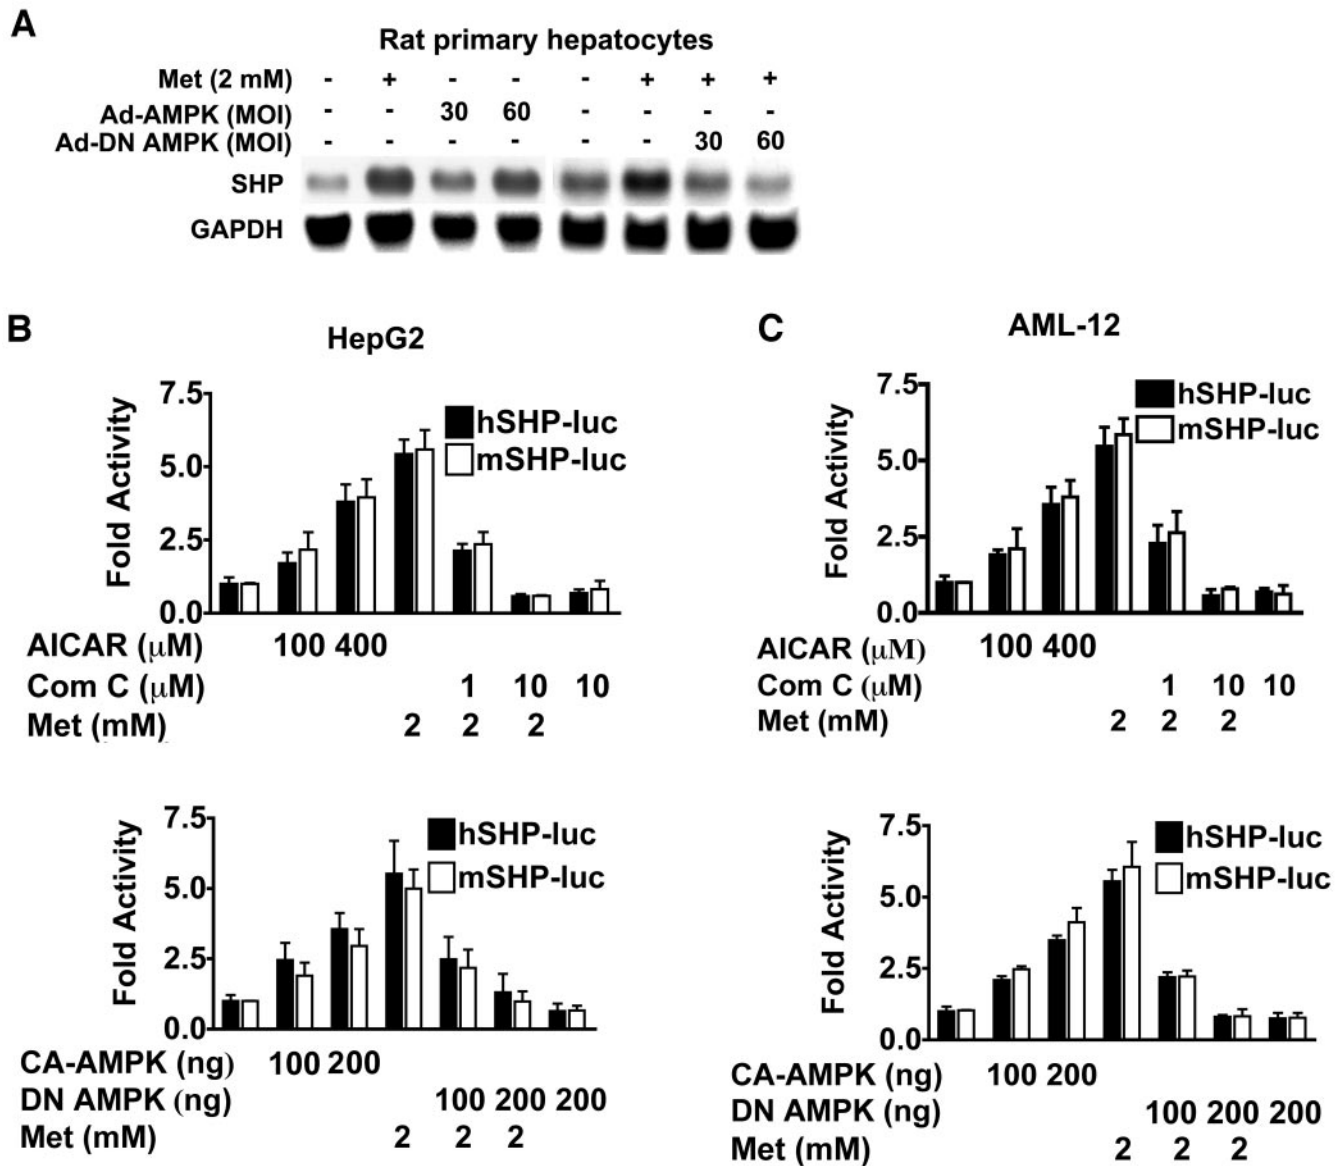 A
Rat primary hepatocytes
Met (2 mM) - + - - - + + +
Ad-AMPK (MOI) - - 30 60 - - - -
Ad-DN AMPK (MOI) - - - - - - 30 60
SHP
GAPDH
B
HepG2
Fold Activity
7.5
5.0
2.5
0.0
hSHP-luc
mSHP-luc
AICAR (μM) 100 400
Com C (μM) 1 10 10
Met (mM) 2 2 2
Fold Activity
7.5
5.0
2.5
0.0
hSHP-luc
mSHP-luc
CA-AMPK (ng) 100 200
DN AMPK (ng) 100 200 200
Met (mM) 2 2 2
C
AML-12
Fold Activity
7.5
5.0
2.5
0.0
hSHP-luc
mSHP-luc
AICAR (μM) 100 400
Com C (μM) 1 10 10
Met (mM) 2 2 2
Fold Activity
7.5
5.0
2.5
0.0
hSHP-luc
mSHP-luc
CA-AMPK (ng) 100 200
DN AMPK (ng) 100 200 200
Met (mM) 2 2 2